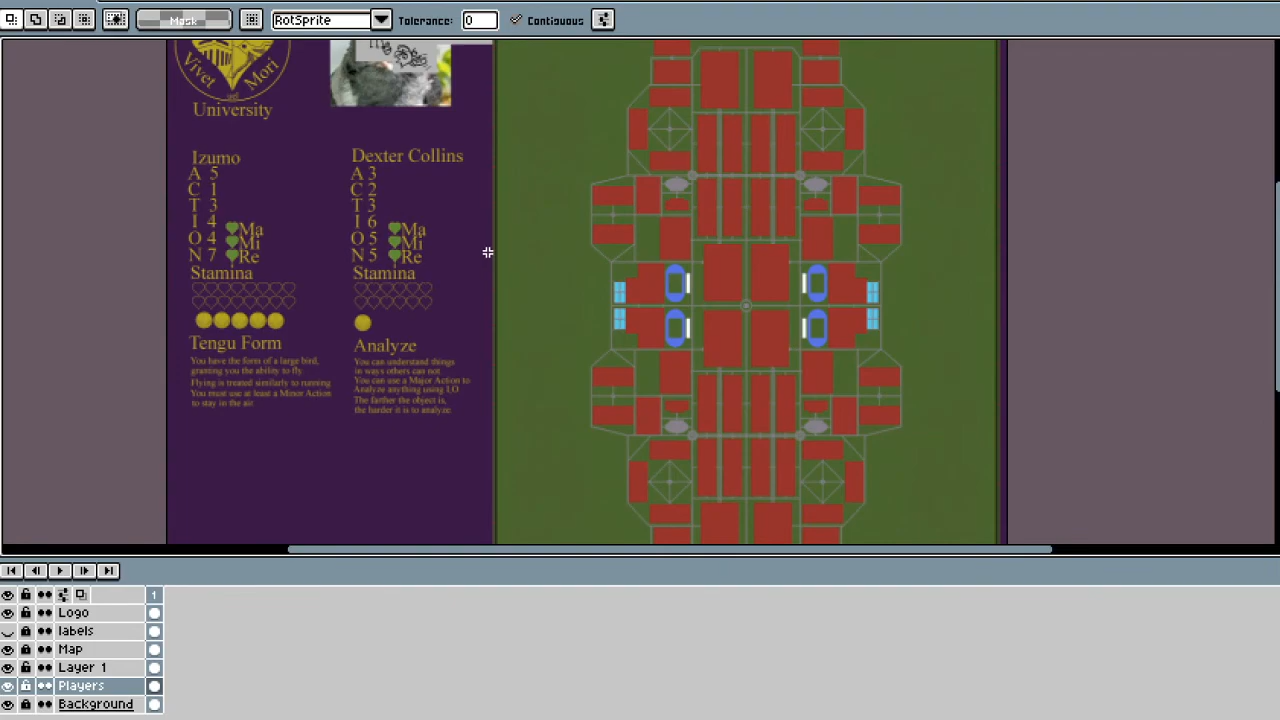 Mask
RotSprite
Tolerance: 0
Contiguous
Vivet Mori
University
Izumo
A 5
C 1
T 3
I 4
O 4
N 7
Ma
Mi
Re
Stamina
Tengu Form
You have the form of a large bird,
granting you the ability to fly.
Flying is treated similarly to running
You must use at least a Minor Action
to stay in the air
Dexter Collins
A 3
C 2
T 3
I 6
O 5
N 5
Ma
Mi
Re
Stamina
Analyze
You can understand things
in ways others can not
You can use a Major Action to
Analyze anything using I,O
The farther the object is,
the harder it is to analyze
1
Logo
labels
Map
Layer 1
Players
Background